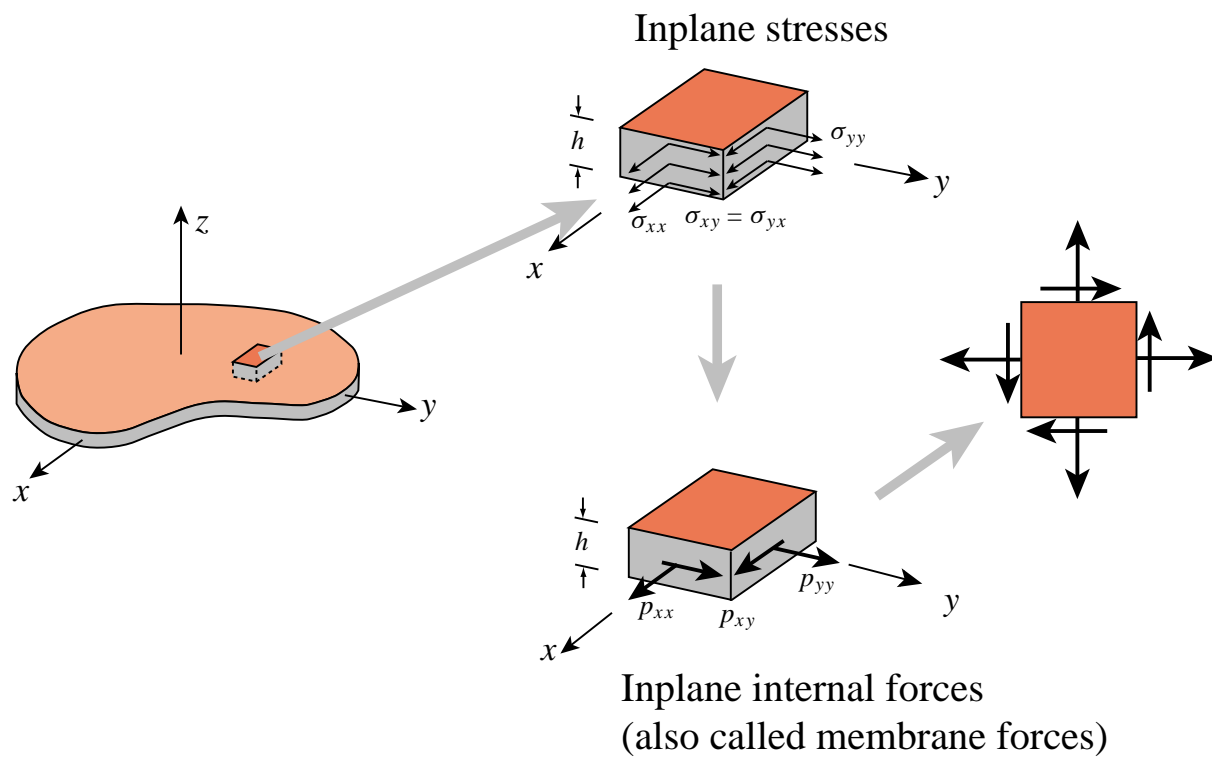 Inplane stresses
h
σyy
y
σxx σxy = σyx
x
z
y
x
h
pyy
y
pxx pxy
x
Inplane internal forces
(also called membrane forces)